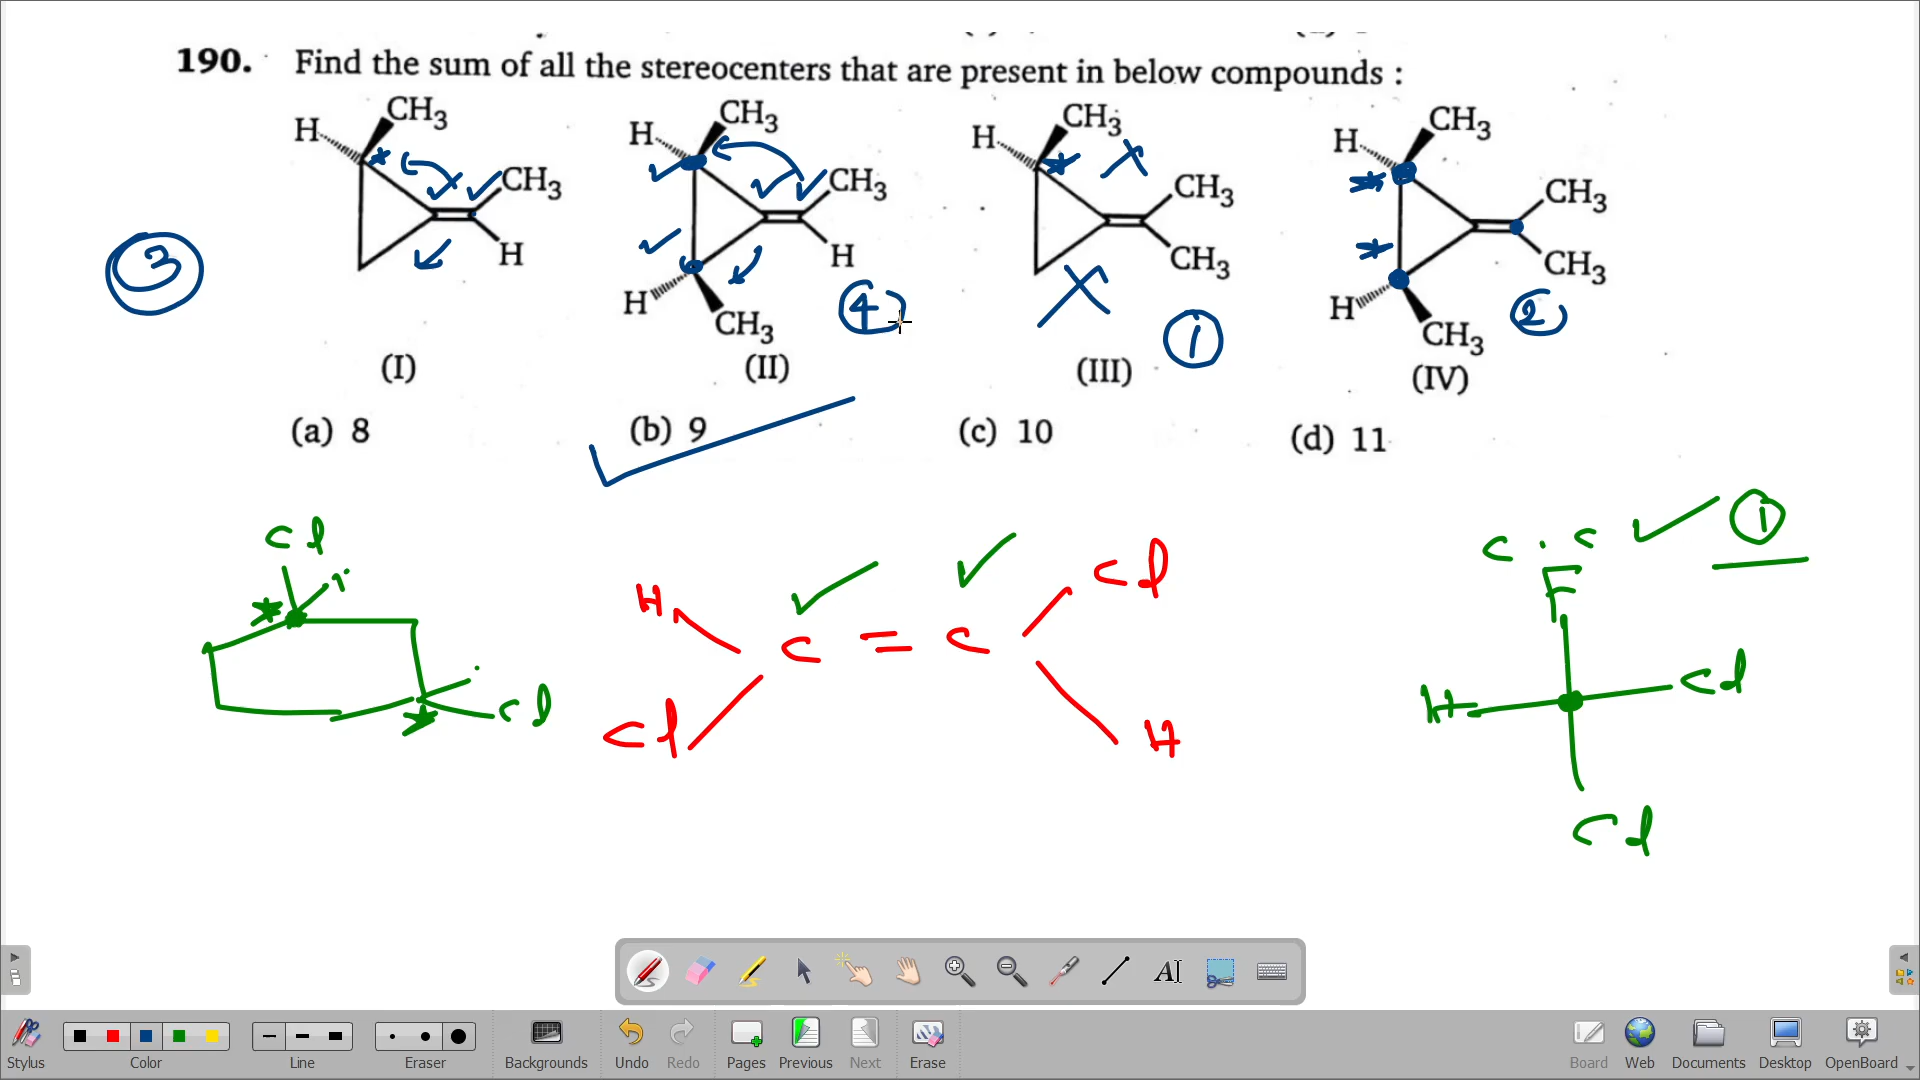 190. Find the sum of all the stereocenters that are present in below compounds :
H CH3 CH3 H
(I)
3
H CH3 CH3 H H CH3
4
(II)
H CH3 CH3 CH3
1
(III)
H CH3 CH3 CH3 H CH3
2
(IV)
(a) 8 (b) 9 (c) 10 (d) 11
Cl
Cl
H Cl
C = C
Cl H
C.C 1
F
H Cl
Cl
Stylus Color Line Eraser Backgrounds Undo Redo Pages Previous Next Erase Board Web Documents Desktop OpenBoard